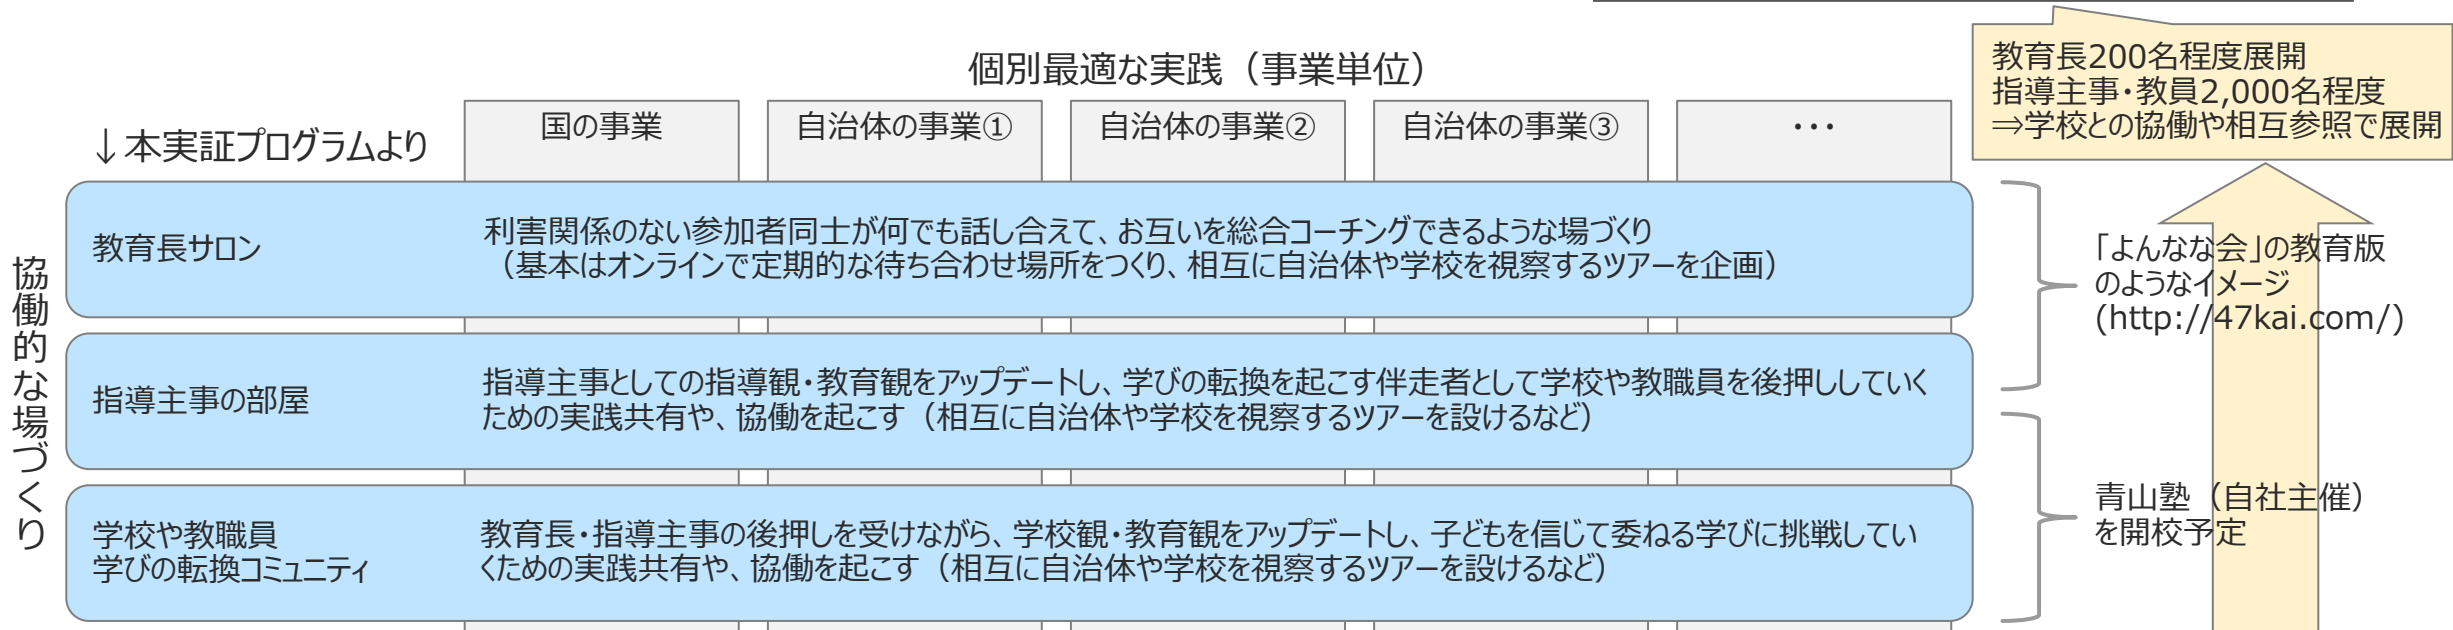 教育長200名程度展開
指導主事・教員2,000名程度
⇒学校との協働や相互参照で展開
個別最適な実践（事業単位）
↓本実証プログラムより
国の事業
自治体の事業①
自治体の事業②
自治体の事業③
・・・
協働的な場づくり
教育長サロン
利害関係のない参加者同士が何でも話し合えて、お互いを総合コーチングできるような場づくり
（基本はオンラインで定期的な待ち合わせ場所をつくり、相互に自治体や学校を視察するツアーを企画）
指導主事の部屋
指導主事としての指導観・教育観をアップデートし、学びの転換を起こす伴走者として学校や教職員を後押ししていく
ための実践共有や、協働を起こす（相互に自治体や学校を視察するツアーを設けるなど）
学校や教職員
学びの転換コミュニティ
教育長・指導主事の後押しを受けながら、学校観・教育観をアップデートし、子どもを信じて委ねる学びに挑戦してい
くための実践共有や、協働を起こす（相互に自治体や学校を視察するツアーを設けるなど）
「よんなな会」の教育版
のようなイメージ
(http://47kai.com/)
青山塾（自社主催）
を開校予定